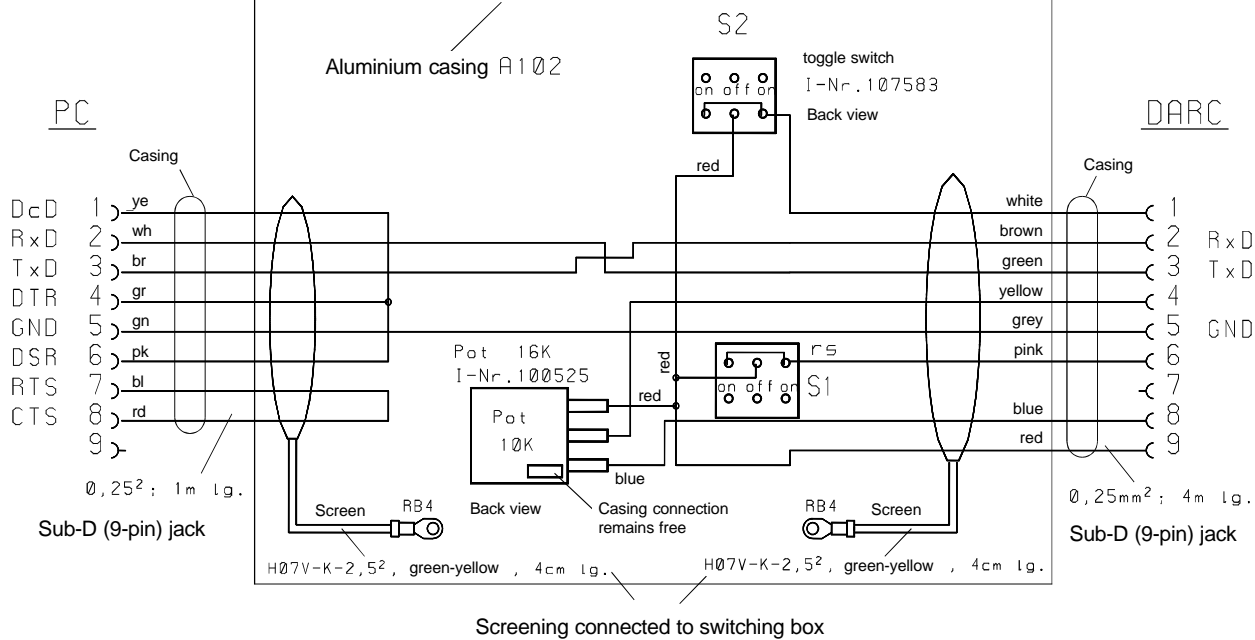 S2
Aluminium casing A102
toggle switch
I-Nr.107583
Back view
on off on
PC
DARC
Casing
Casing
red
DcD 1 ye
RxD 2 wh
TxD 3 br
DTR 4 gr
GND 5 gn
DSR 6 pk
RTS 7 bl
CTS 8 rd
9
white 1
brown 2 RxD
green 3 TxD
yellow 4
grey 5 GND
pink 6
7
blue 8
red 9
red
rs
S1
on off on
Pot 16K
I-Nr.100525
Pot
10K
red
blue
Back view
Casing connection
remains free
0,25²; 1m lg.
0,25mm²; 4m lg.
Sub-D (9-pin) jack
Sub-D (9-pin) jack
Screen RB4
RB4 Screen
H07V-K-2,5², green-yellow , 4cm lg.
H07V-K-2,5², green-yellow , 4cm lg.
Screening connected to switching box